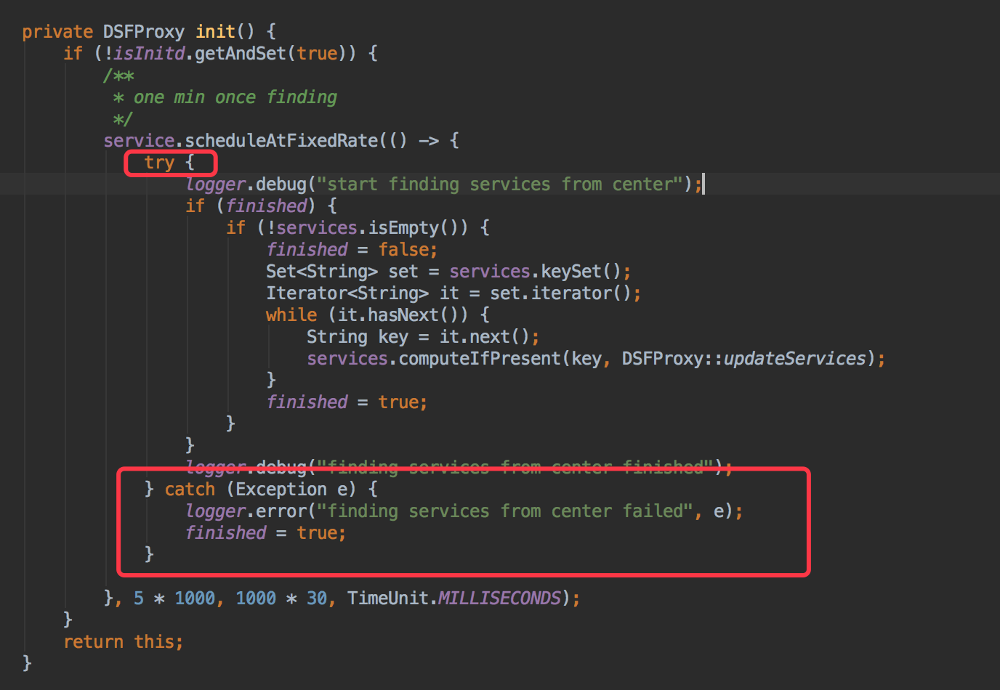 private DSFProxy init() {
    if (!isInitd.getAndSet(true)) {
        /**
         * one min once finding
         */
        service.scheduleAtFixedRate(() -> {
            try {
                logger.debug("start finding services from center");
                if (finished) {
                    if (!services.isEmpty()) {
                        finished = false;
                        Set<String> set = services.keySet();
                        Iterator<String> it = set.iterator();
                        while (it.hasNext()) {
                            String key = it.next();
                            services.computeIfPresent(key, DSFProxy::updateServices);
                        }
                        finished = true;
                    }
                }
                logger.debug("finding services from center finished");
            } catch (Exception e) {
                logger.error("finding services from center failed", e);
                finished = true;
            }

        }, 5 * 1000, 1000 * 30, TimeUnit.MILLISECONDS);
    }
    return this;
}